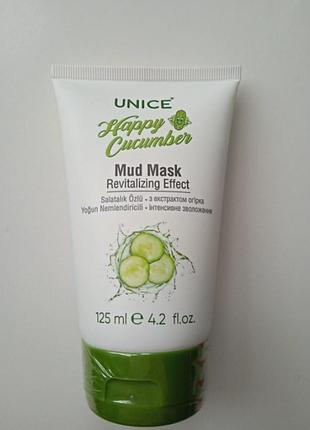 UNICE®
Happy
Cucumber
Mud Mask
Revitalizing Effect
Salatalık Özlü • з екстрактом огірка
Yoğun Nemlendiricili • Інтенсивне зволоження
125 ml e 4.2 fl.oz.